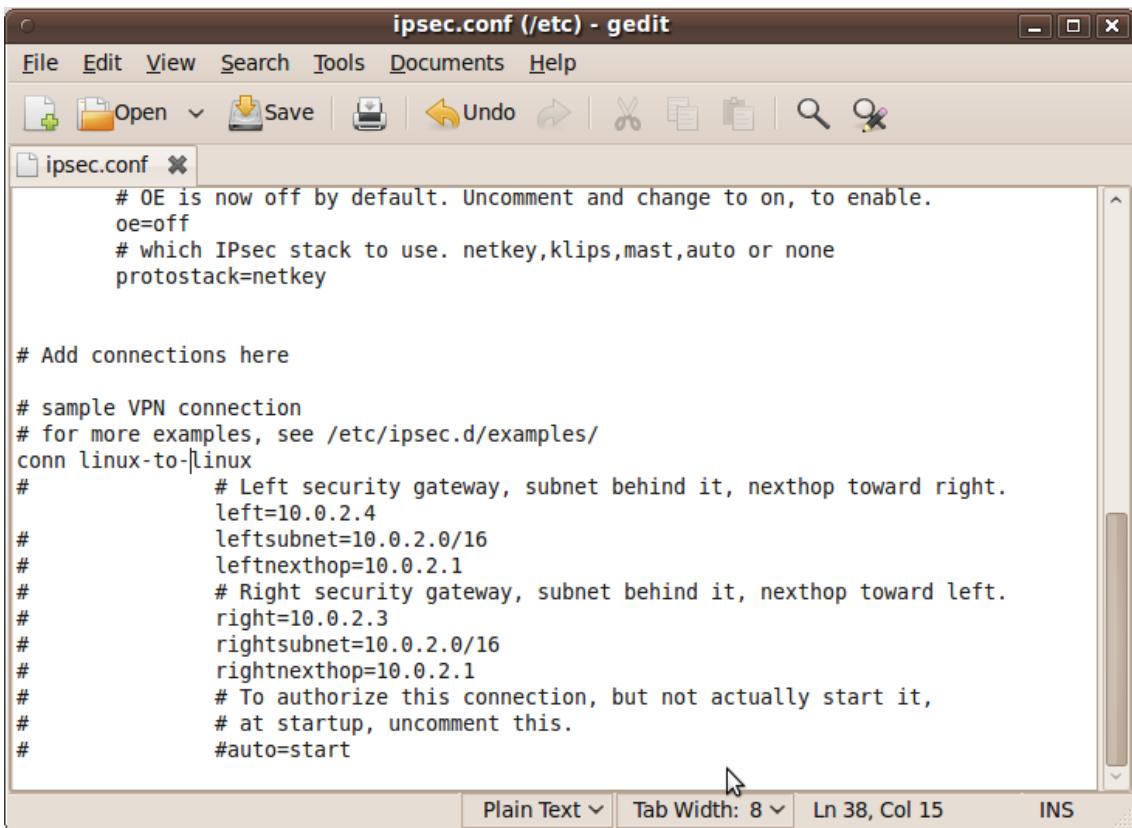 ipsec.conf (/etc) - gedit
File Edit View Search Tools Documents Help
Open Save Undo
ipsec.conf
# OE is now off by default. Uncomment and change to on, to enable.
oe=off
# which IPsec stack to use. netkey,klips,mast,auto or none
protostack=netkey
# Add connections here
# sample VPN connection
# for more examples, see /etc/ipsec.d/examples/
conn linux-to-linux
# # Left security gateway, subnet behind it, nexthop toward right.
left=10.0.2.4
# leftsubnet=10.0.2.0/16
# leftnexthop=10.0.2.1
# # Right security gateway, subnet behind it, nexthop toward left.
# right=10.0.2.3
# rightsubnet=10.0.2.0/16
# rightnexthop=10.0.2.1
# # To authorize this connection, but not actually start it,
# # at startup, uncomment this.
# #auto=start
Plain Text Tab Width: 8 Ln 38, Col 15 INS